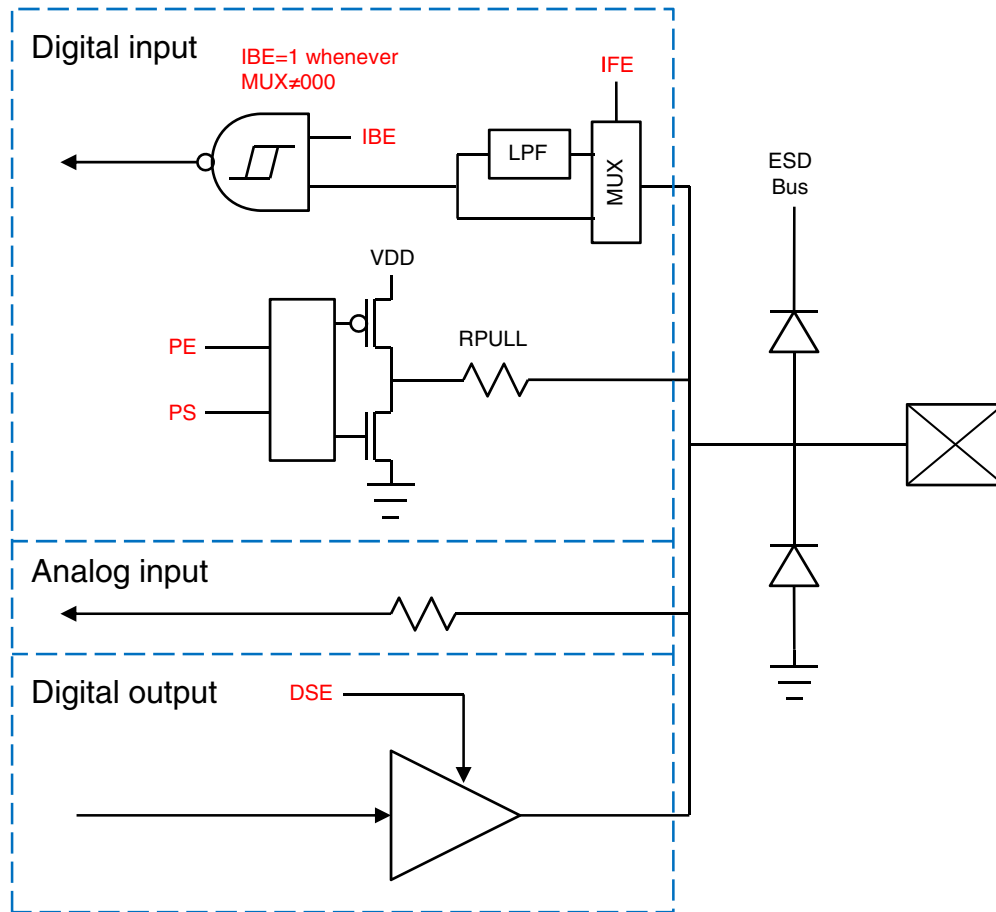 Digital input
IBE=1 whenever
MUX≠000
IFE
IBE
LPF
MUX
ESD
Bus
VDD
RPULL
PE
PS
Analog input
Digital output
DSE